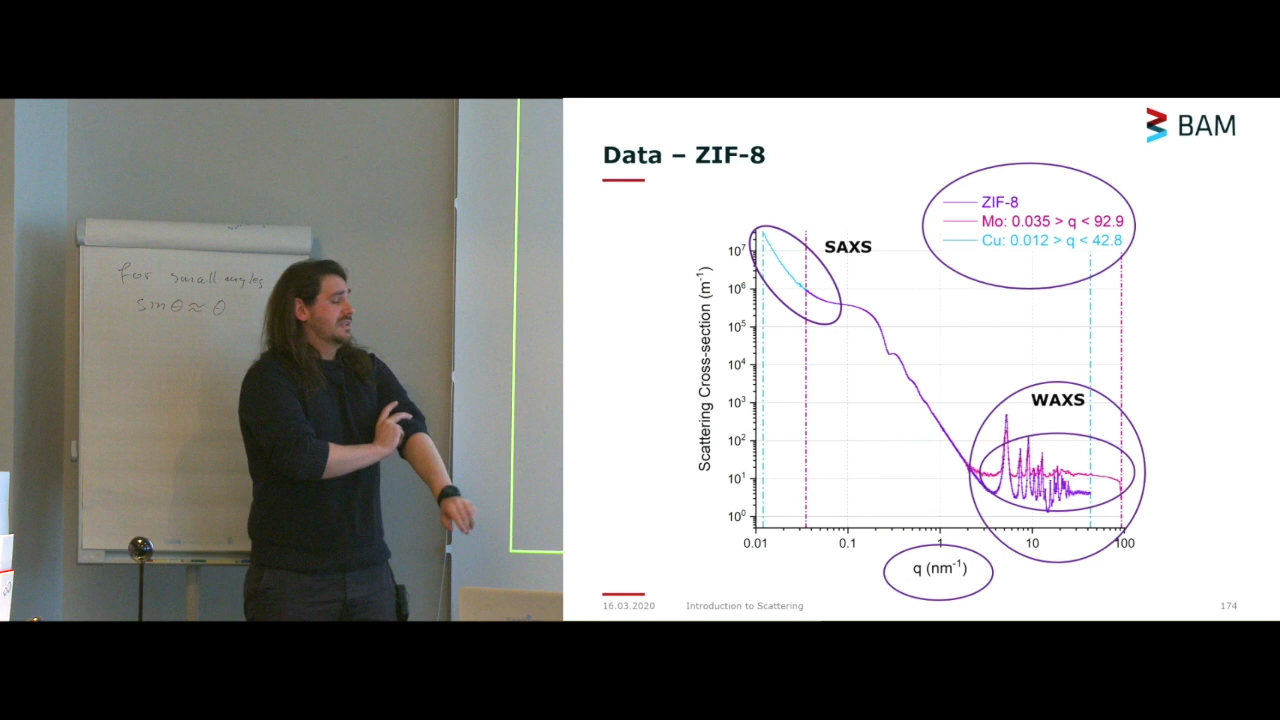 for small angles
sinθ ≈ θ
BAM
Data – ZIF-8
ZIF-8
Mo: 0.035 > q < 92.9
Cu: 0.012 > q < 42.8
SAXS
WAXS
Scattering Cross-section (m⁻¹)
10⁷
10⁶
10⁵
10⁴
10³
10²
10¹
10⁰
0.01 0.1 1 10 100
q (nm⁻¹)
16.03.2020 Introduction to Scattering 174